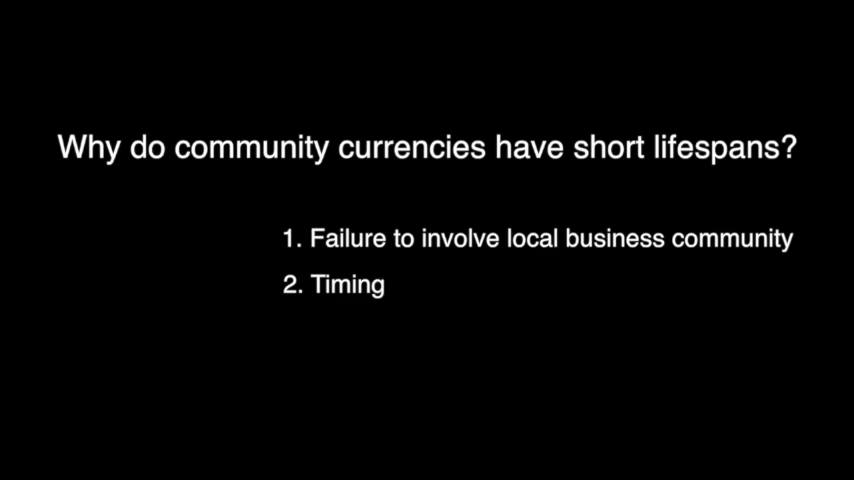 Why do community currencies have short lifespans?
1. Failure to involve local business community
2. Timing